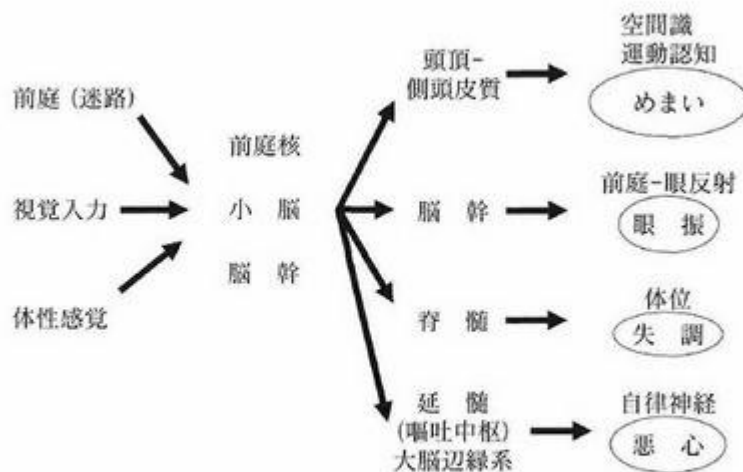 前庭(迷路)
視覚入力
体性感覚
前庭核
小 脳
脳 幹
頭頂-
側頭皮質
脳 幹
脊 髄
延 髄
(嘔吐中枢)
大脳辺縁系
空間識
運動認知
めまい
前庭-眼反射
眼 振
体位
失 調
自律神経
悪 心